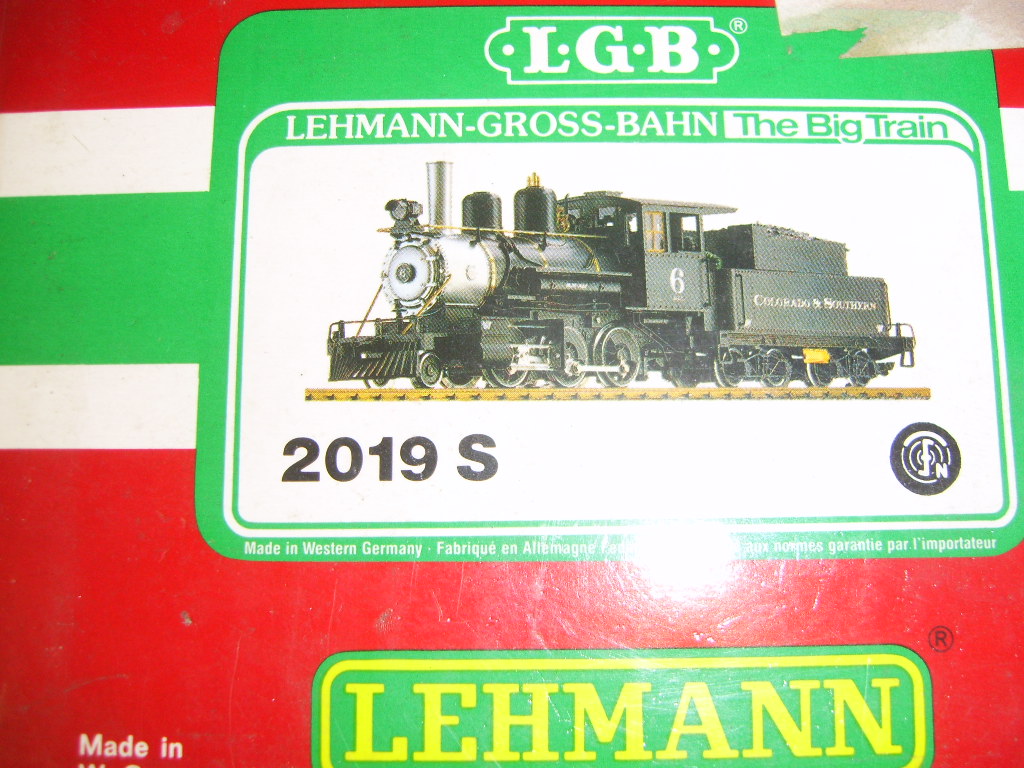 L·G·B®
LEHMANN-GROSS-BAHN The Big Train
6
COLORADO & SOUTHERN
2019 S
Made in Western Germany · Fabriqué en Allemagne aux normes garantie par l'importateur
®
LEHMANN
Made in